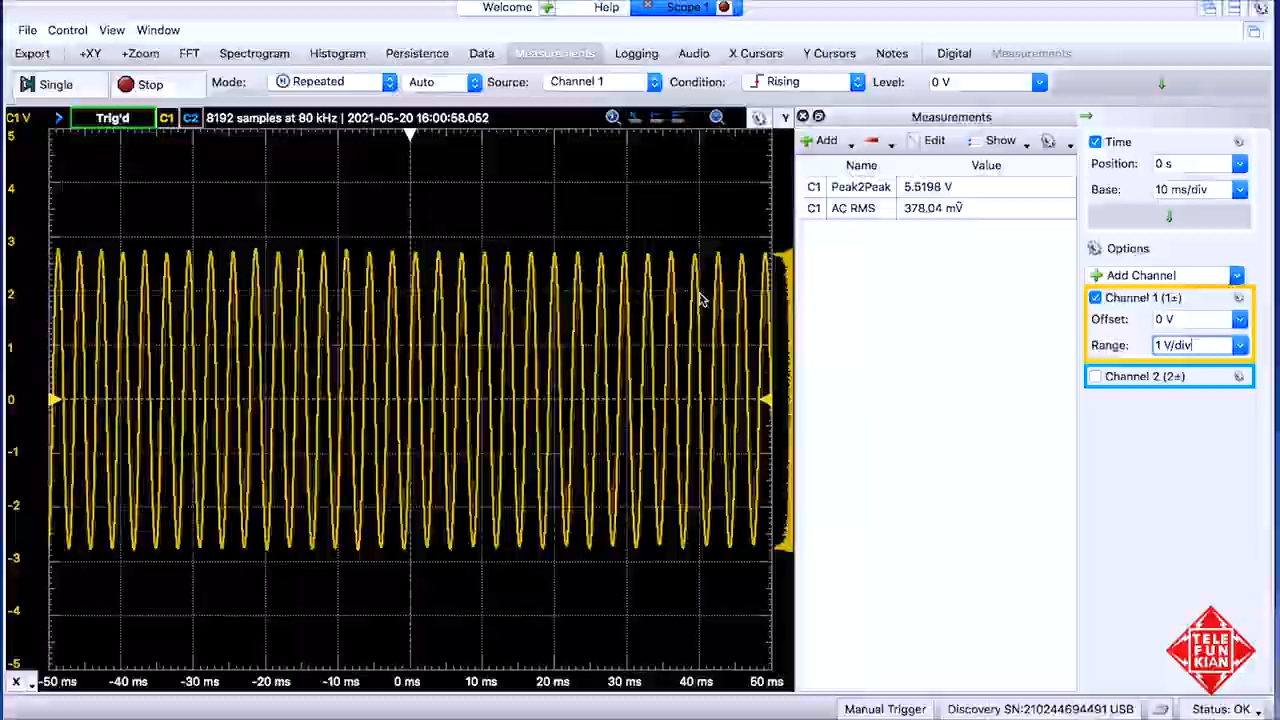 Welcome Help Scope 1
File Control View Window
Export +XY +Zoom FFT Spectrogram Histogram Persistence Data Measurements Logging Audio X Cursors Y Cursors Notes Digital Measurements
Single Stop Mode: Repeated Auto Source: Channel 1 Condition: Rising Level: 0 V
C1 V Trig'd C1 C2 8192 samples at 80 kHz | 2021-05-20 16:00:58.052 Y
Measurements
Add Edit Show
Name Value
C1 Peak2Peak 5.5198 V
C1 AC RMS 378.04 mṼ
Time
Position: 0 s
Base: 10 ms/div
Options
Add Channel
Channel 1 (1±)
Offset: 0 V
Range: 1 V/div
Channel 2 (2±)
5
4
3
2
1
0
-1
-2
-3
-4
-5
X -50 ms -40 ms -30 ms -20 ms -10 ms 0 ms 10 ms 20 ms 30 ms 40 ms 50 ms
TELE
FUN
KIAN
Manual Trigger Discovery SN:210244694491 USB Status: OK